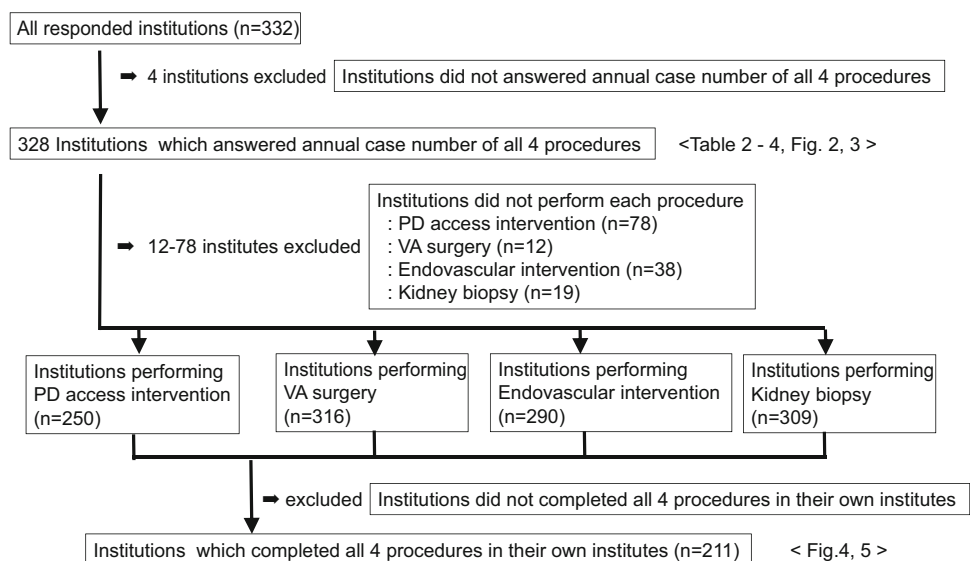 All responded institutions (n=332)
➡ 4 institutions excluded
Institutions did not answered annual case number of all 4 procedures
328 Institutions which answered annual case number of all 4 procedures
<Table 2 - 4, Fig. 2, 3 >
➡ 12-78 institutes excluded
Institutions did not perform each procedure
: PD access intervention (n=78)
: VA surgery (n=12)
: Endovascular intervention (n=38)
: Kidney biopsy (n=19)
Institutions performing
PD access intervention
(n=250)
Institutions performing
VA surgery
(n=316)
Institutions performing
Endovascular intervention
(n=290)
Institutions performing
Kidney biopsy
(n=309)
➡ excluded
Institutions did not completed all 4 procedures in their own institutes
Institutions which completed all 4 procedures in their own institutes (n=211)
< Fig.4, 5 >